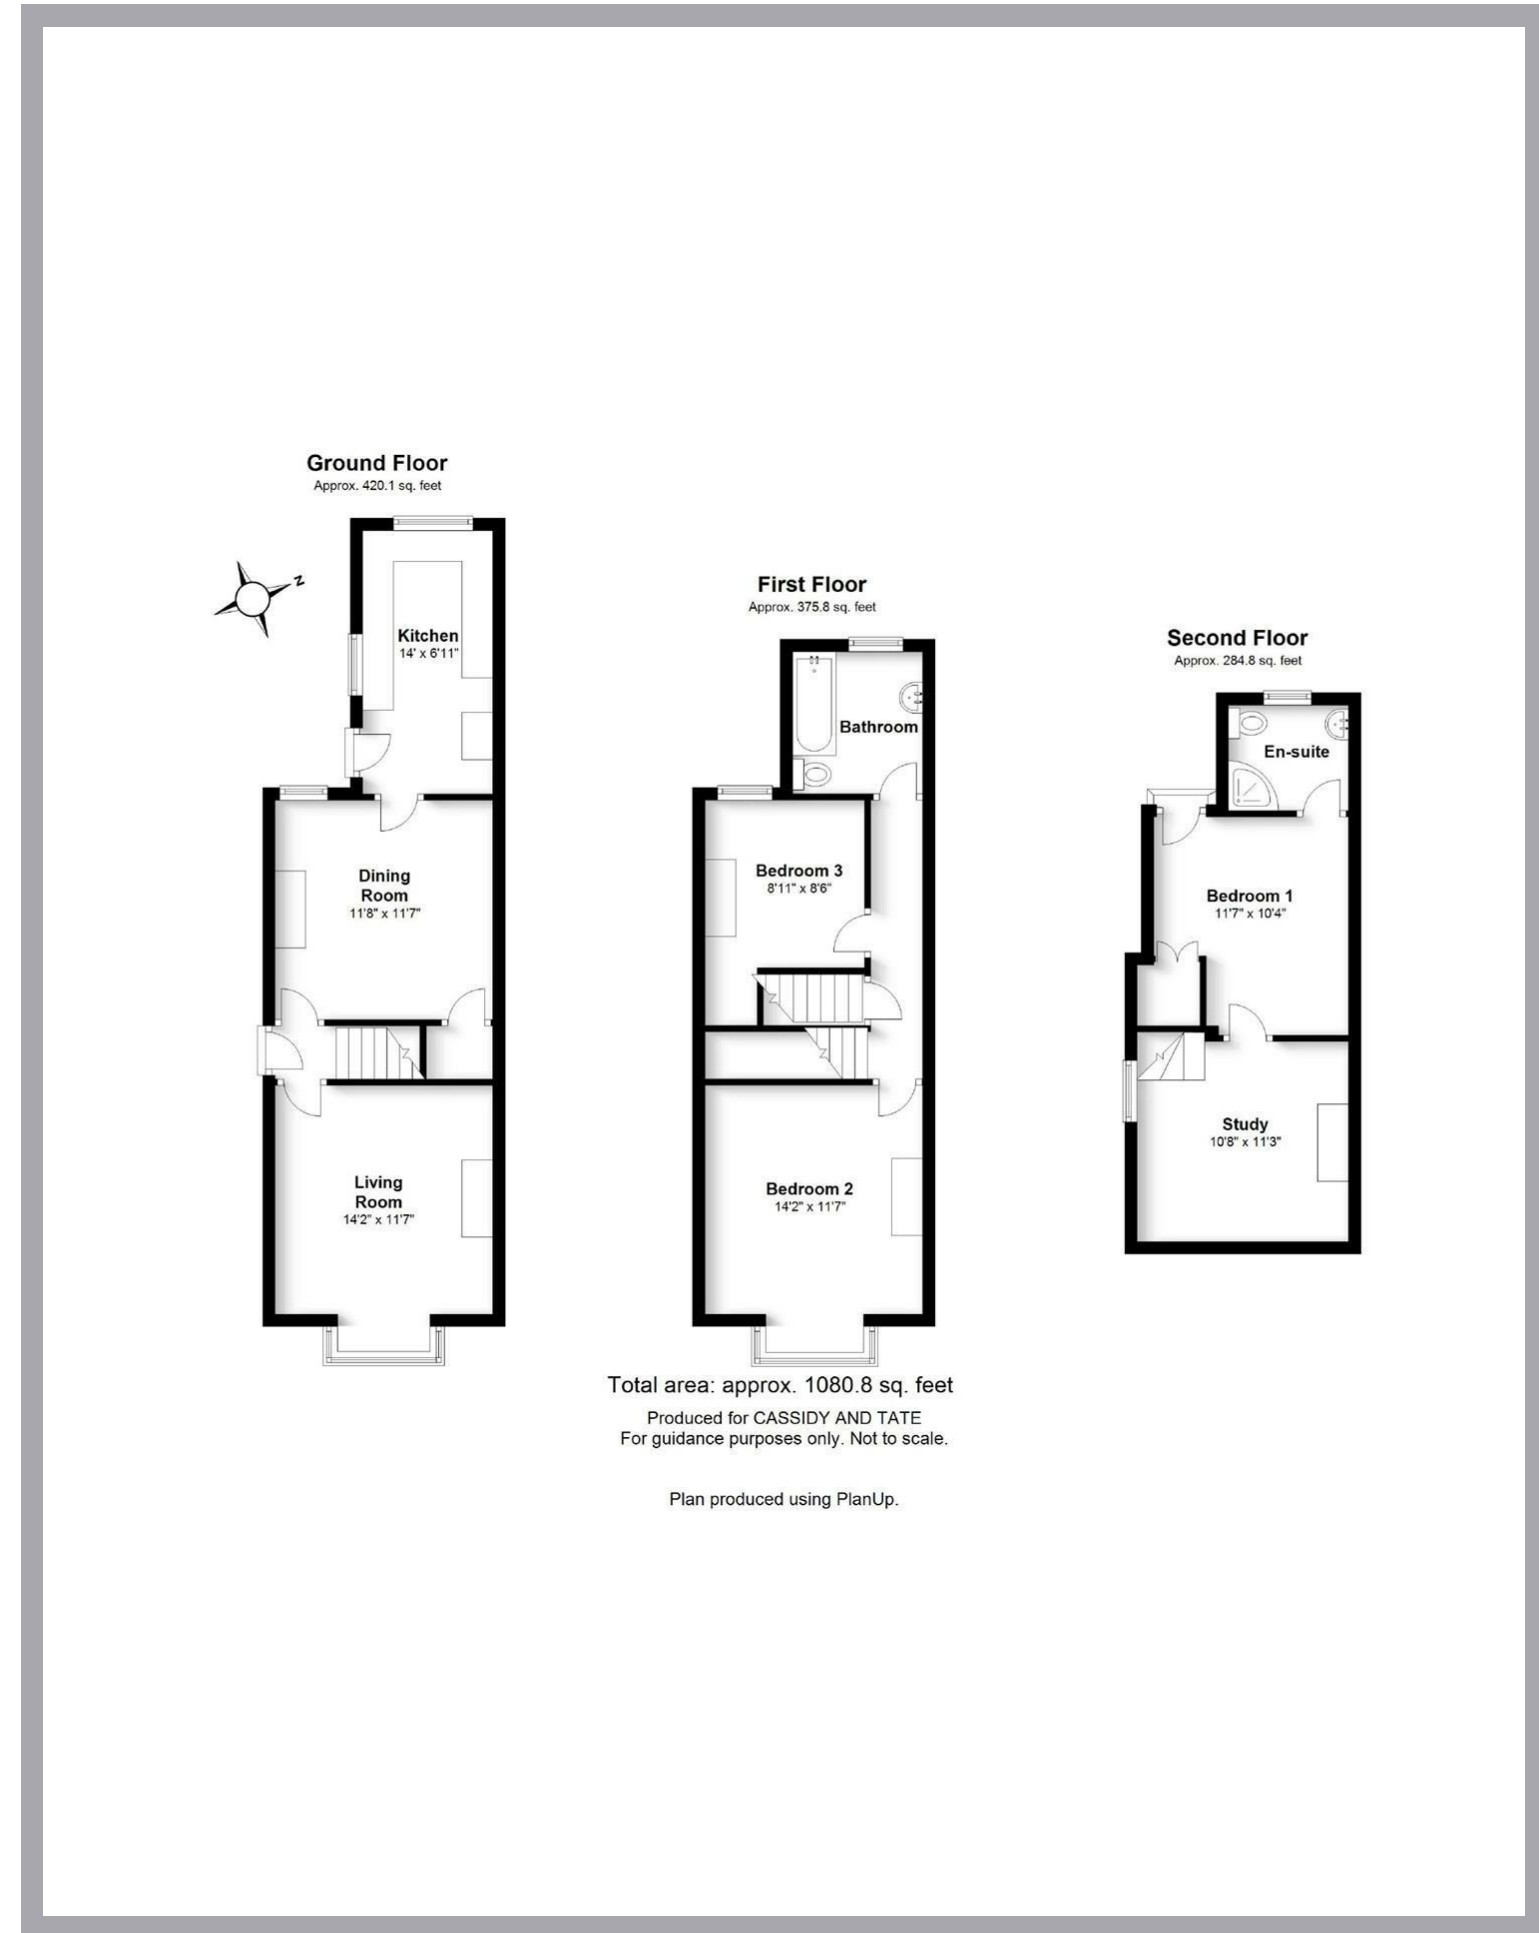 Ground Floor
Approx. 420.1 sq. feet
N
Kitchen
14' x 6'11"
Dining
Room
11'8" x 11'7"
Living
Room
14'2" x 11'7"
First Floor
Approx. 375.8 sq. feet
Bathroom
Bedroom 3
8'11" x 8'6"
Bedroom 2
14'2" x 11'7"
Second Floor
Approx. 284.8 sq. feet
En-suite
Bedroom 1
11'7" x 10'4"
Study
10'8" x 11'3"
Total area: approx. 1080.8 sq. feet
Produced for CASSIDY AND TATE
For guidance purposes only. Not to scale.
Plan produced using PlanUp.